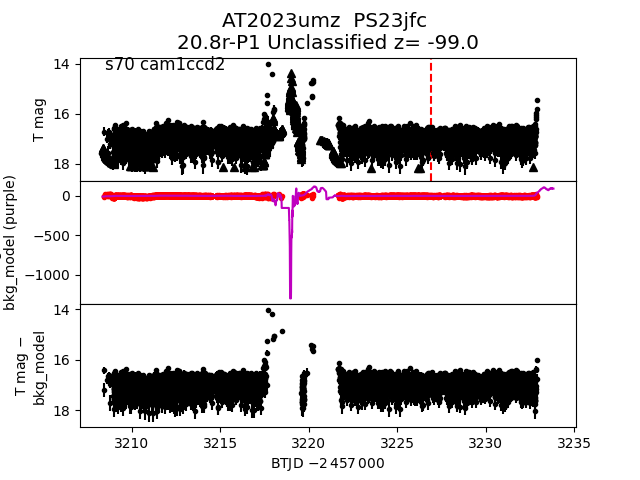 AT2023umz PS23jfc
20.8r-P1 Unclassified z= -99.0
s70 cam1ccd2
14
16
18
T mag
0
−500
−1000
bkg_model (purple)
14
16
18
T mag −
bkg_model
3210 3215 3220 3225 3230 3235
BTJD −2 457 000